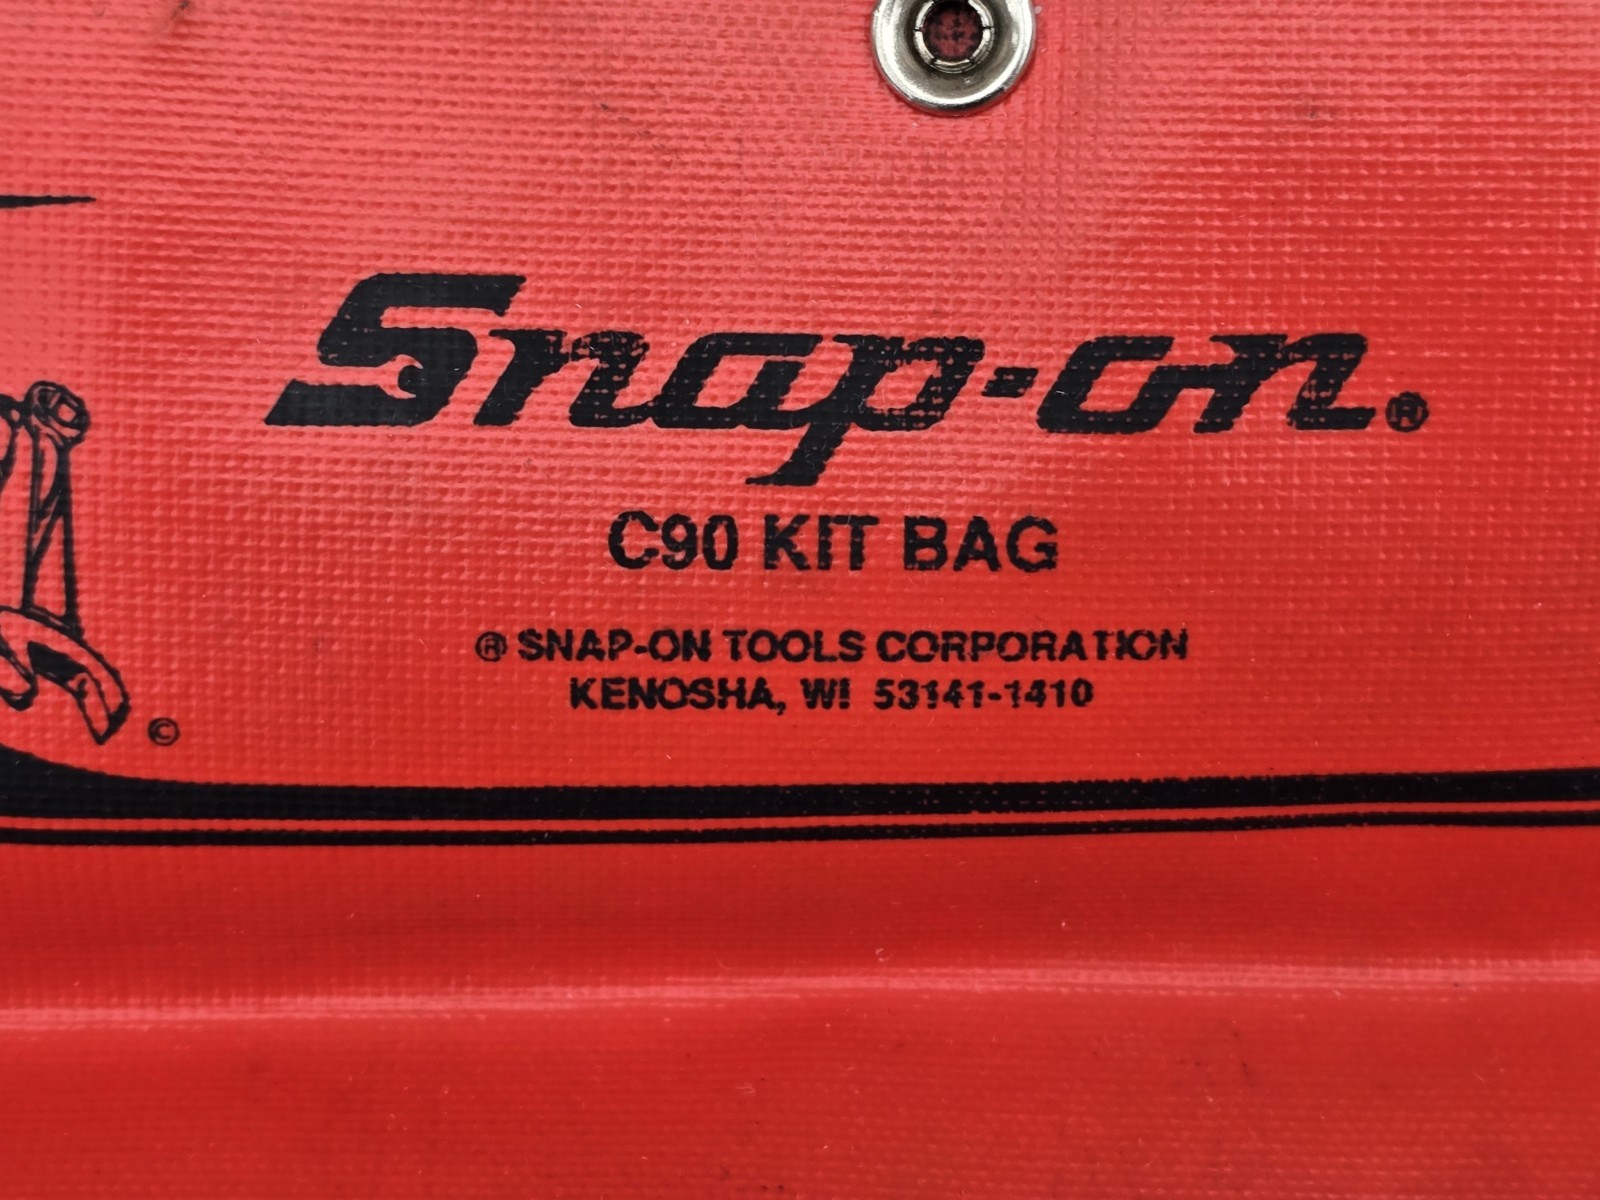 Snap-on®
C90 KIT BAG
® SNAP-ON TOOLS CORPORATION
KENOSHA, WI 53141-1410
©